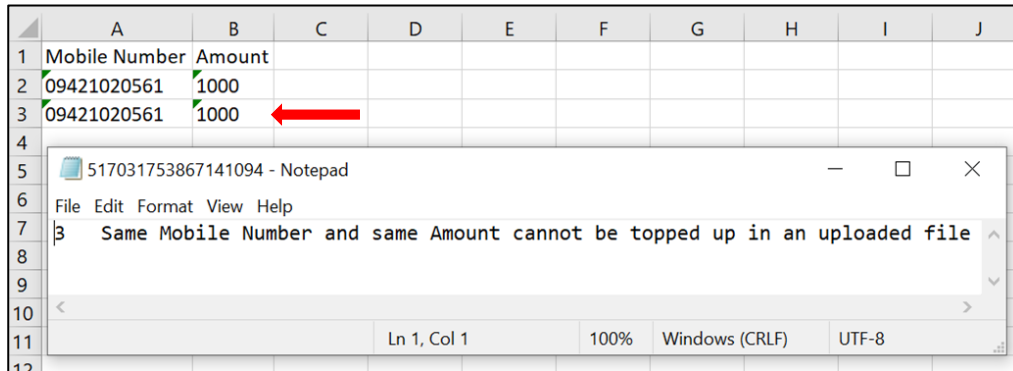 A B C D E F G H I J
1 Mobile Number Amount
2 09421020561 1000
3 09421020561 1000
4
5 517031753867141094 - Notepad
6 File Edit Format View Help
7 3 Same Mobile Number and same Amount cannot be topped up in an uploaded file
8
9
10
11 Ln 1, Col 1 100% Windows (CRLF) UTF-8
12